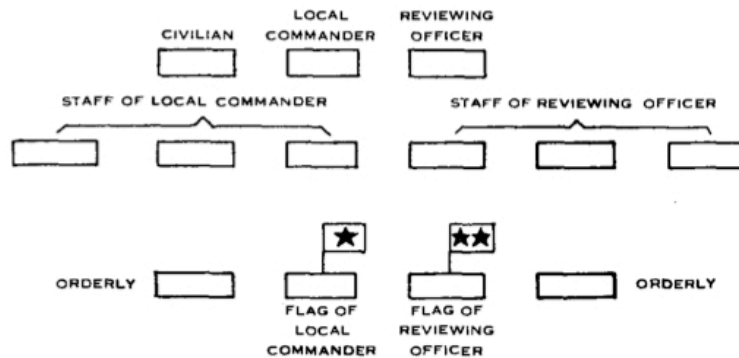 CIVILIAN
LOCAL
COMMANDER
REVIEWING
OFFICER
STAFF OF LOCAL COMMANDER
STAFF OF REVIEWING OFFICER
ORDERLY
ORDERLY
FLAG OF
LOCAL
COMMANDER
FLAG OF
REVIEWING
OFFICER